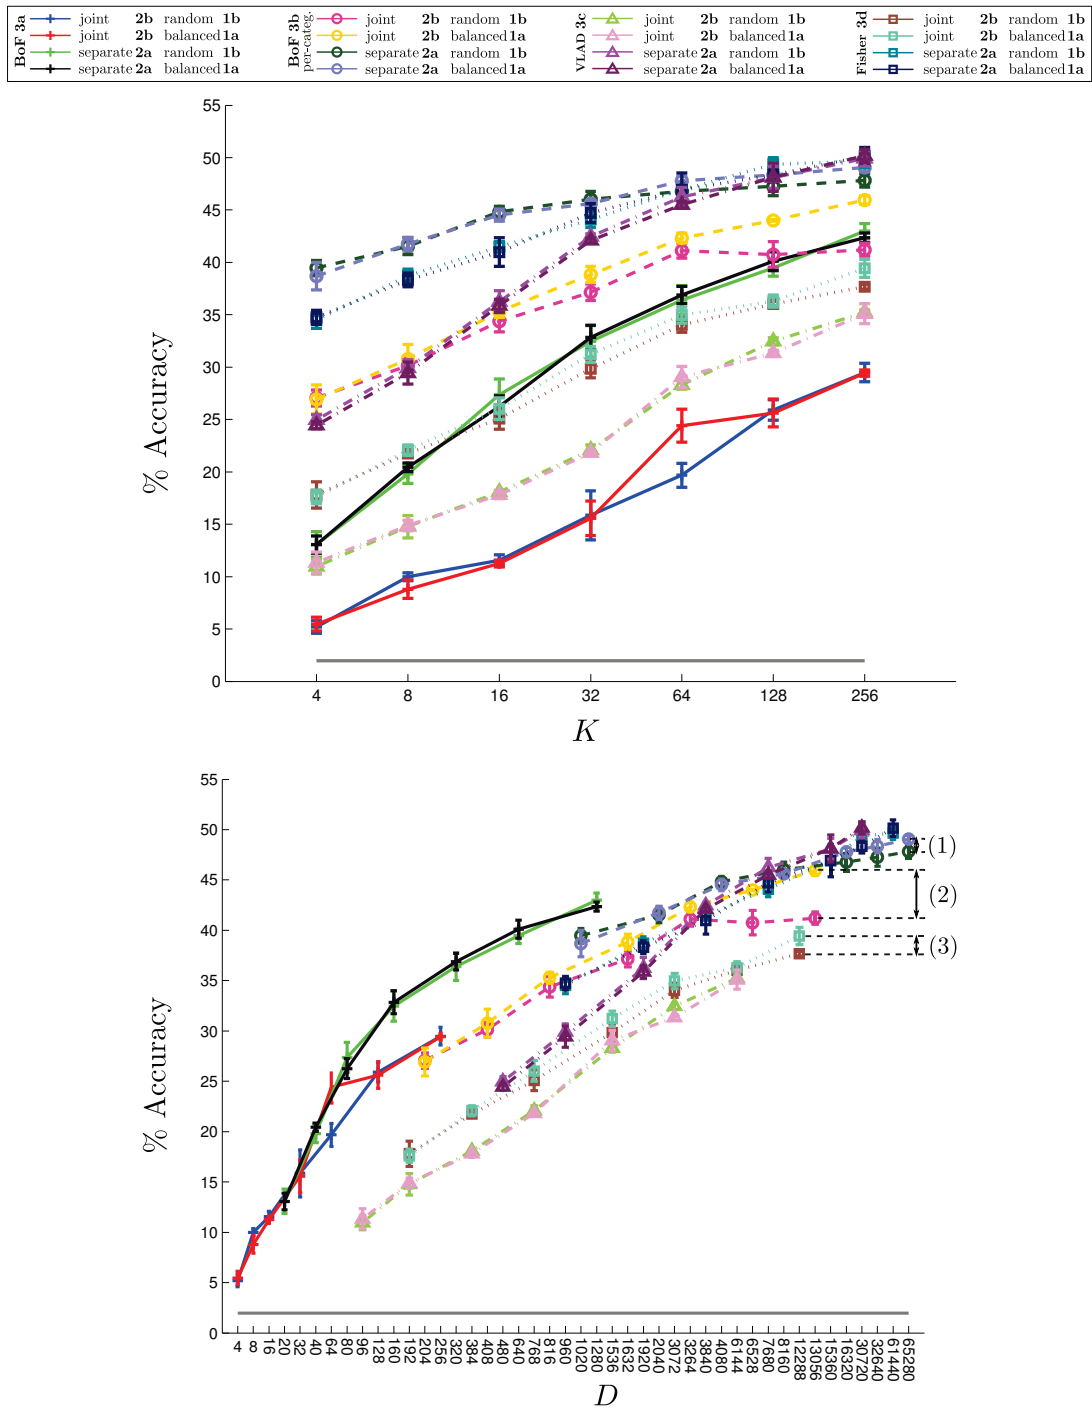 BoF 3a
joint 2b random 1b
joint 2b balanced 1a
separate 2a random 1b
separate 2a balanced 1a
BoF 3b
per-categ.
joint 2b random 1b
joint 2b balanced 1a
separate 2a random 1b
separate 2a balanced 1a
VLAD 3c
joint 2b random 1b
joint 2b balanced 1a
separate 2a random 1b
separate 2a balanced 1a
Fisher 3d
joint 2b random 1b
joint 2b balanced 1a
separate 2a random 1b
separate 2a balanced 1a
% Accuracy
55
50
45
40
35
30
25
20
15
10
5
0
4 8 16 32 64 128 256
K
% Accuracy
55
50
45
40
35
30
25
20
15
10
5
0
(1)
(2)
(3)
4 8 16 20 32 40 64 80 96 128 160 192 204 256 320 384 408 480 640 768 816 960 1020 1280 1536 1632 1920 2040 3072 3264 3840 4080 6144 6528 7680 8160 12288 13056 15360 16320 30720 32640 61440 65280
D